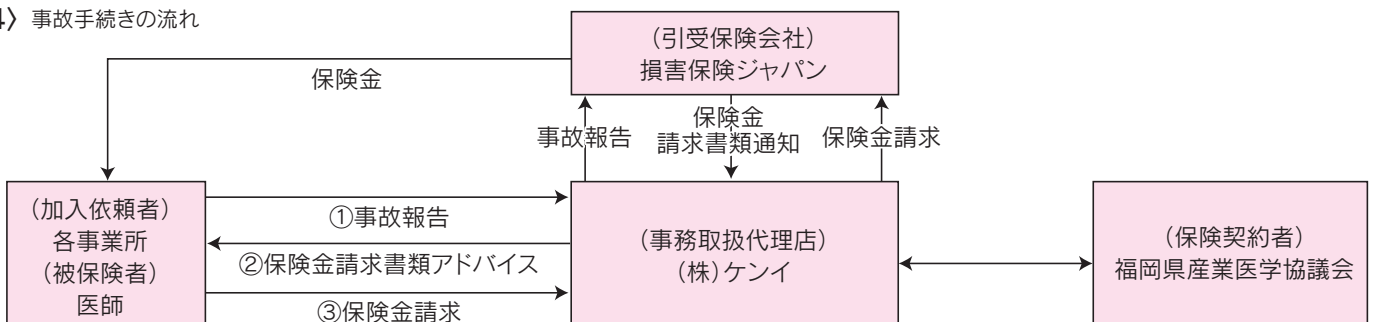 4〉 事故手続きの流れ
(引受保険会社)
損害保険ジャパン
保険金
事故報告
保険金
請求書類通知
保険金請求
(加入依頼者)
各事業所
(被保険者)
医師
①事故報告
②保険金請求書類アドバイス
③保険金請求
(事務取扱代理店)
(株)ケンイ
(保険契約者)
福岡県産業医学協議会